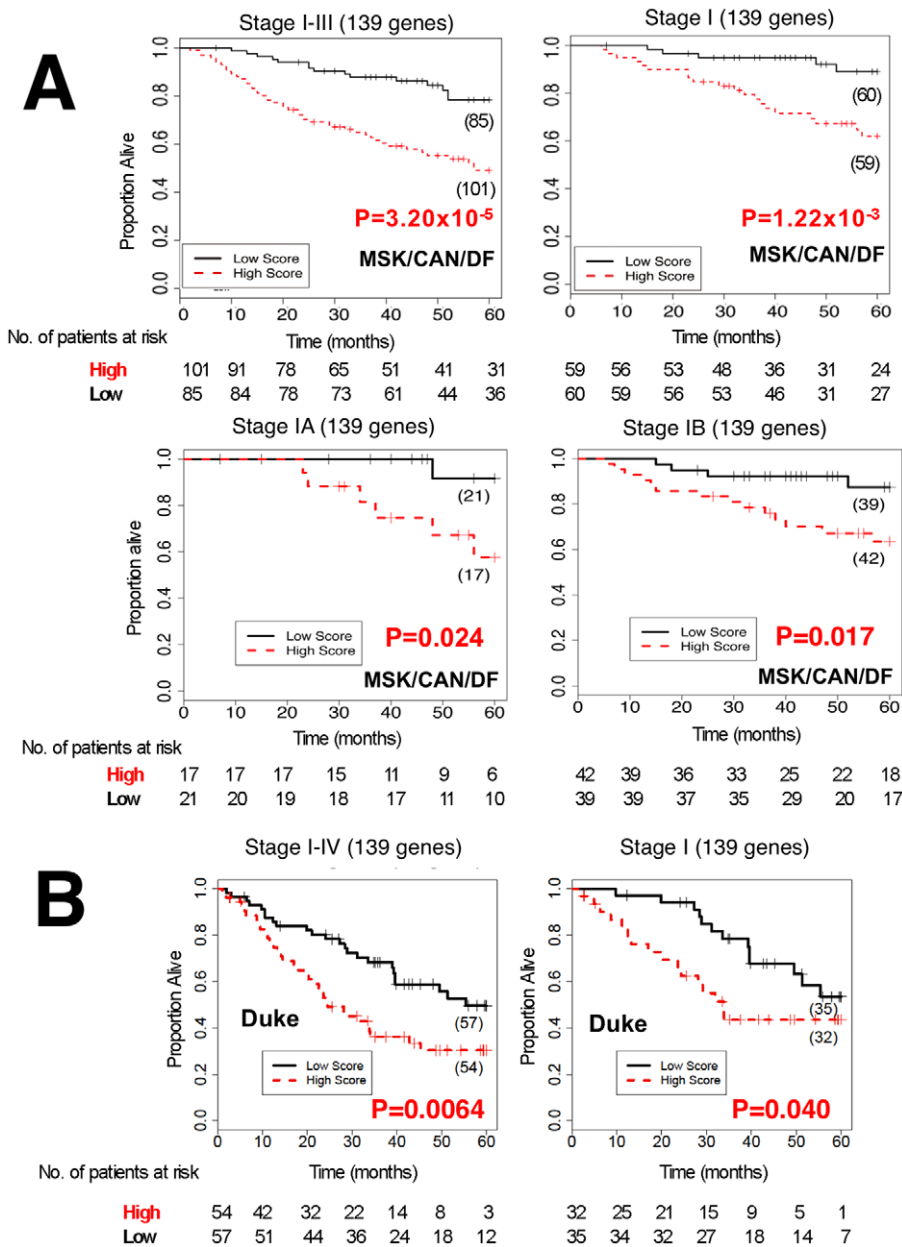 A
Stage I-III (139 genes)
Proportion Alive
0.0 0.2 0.4 0.6 0.8 1.0
(85)
(101)
P=3.20x10-5
Low Score
High Score
MSK/CAN/DF
0 10 20 30 40 50 60
Time (months)
Stage I (139 genes)
0.0 0.2 0.4 0.6 0.8 1.0
(60)
(59)
P=1.22x10-3
Low Score
High Score
MSK/CAN/DF
0 10 20 30 40 50 60
Time (months)
No. of patients at risk
High 101 91 78 65 51 41 31 59 56 53 48 36 31 24
Low 85 84 78 73 61 44 36 60 59 56 53 46 31 27
Stage IA (139 genes)
Proportion alive
0.0 0.2 0.4 0.6 0.8 1.0
(21)
(17)
Low Score
High Score
P=0.024
MSK/CAN/DF
0 10 20 30 40 50 60
Time (months)
Stage IB (139 genes)
0.0 0.2 0.4 0.6 0.8 1.0
(39)
(42)
Low Score
High Score
P=0.017
MSK/CAN/DF
0 10 20 30 40 50 60
Time (months)
No. of patients at risk
High 17 17 17 15 11 9 6 42 39 36 33 25 22 18
Low 21 20 19 18 17 11 10 39 39 37 35 29 20 17
B
Stage I-IV (139 genes)
Proportion Alive
0.0 0.2 0.4 0.6 0.8 1.0
Duke
(57)
(54)
Low Score
High Score
P=0.0064
0 10 20 30 40 50 60
Time (months)
Stage I (139 genes)
Proportion Alive
0.0 0.2 0.4 0.6 0.8 1.0
Duke
(35)
(32)
Low Score
High Score
P=0.040
0 10 20 30 40 50 60
Time (months)
No. of patients at risk
High 54 42 32 22 14 8 3 32 25 21 15 9 5 1
Low 57 51 44 36 24 18 12 35 34 32 27 18 14 7